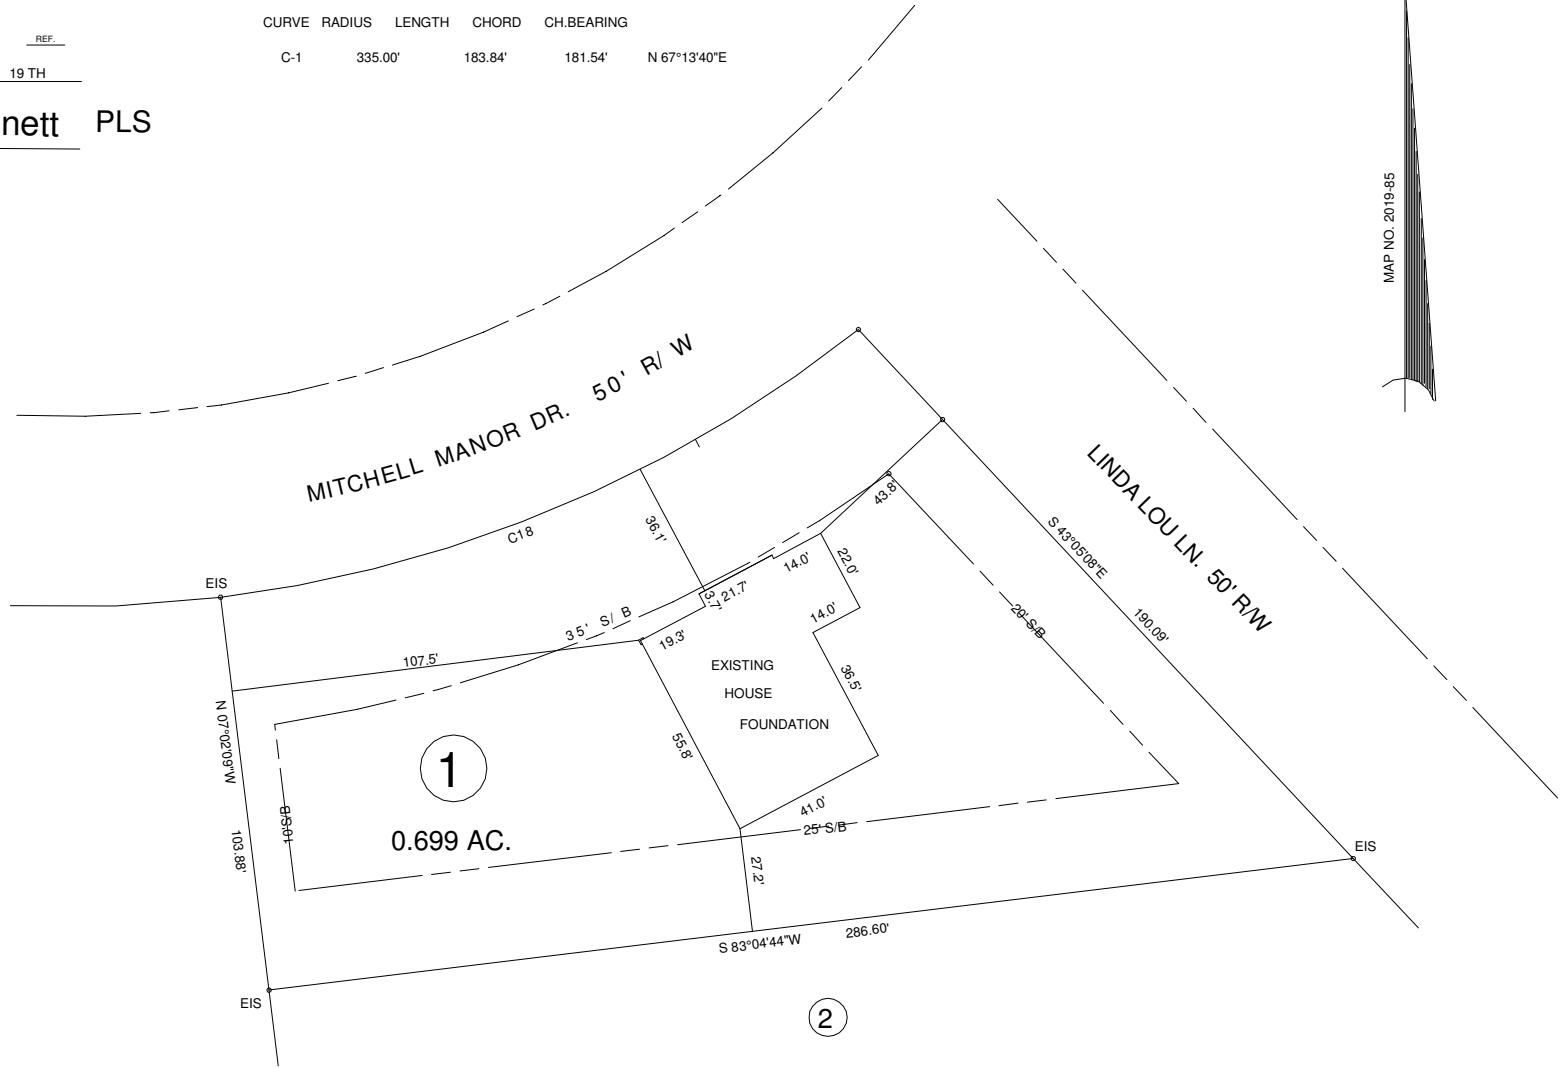 CURVE RADIUS LENGTH CHORD CH.BEARING
C-1 335.00' 183.84' 181.54' N 67°13'40"E
REF.
19 TH
nett PLS
MAP NO. 2019-85
MITCHELL MANOR DR. 50' R/ W
LINDA LOU LN. 50' R/W
C18
36.1'
43.8'
S 43°05'08"E
190.09'
EIS
35' S/ B
3.7'
21.7'
14.0'
22.0'
14.0'
20' S/B
107.5'
19.3'
EXISTING
HOUSE
FOUNDATION
36.5'
55.8'
N 07°02'09"W
103.88'
10'S/B
1
0.699 AC.
41.0'
25' S/B
27.2'
EIS
S 83°04'44"W 286.60'
EIS
2